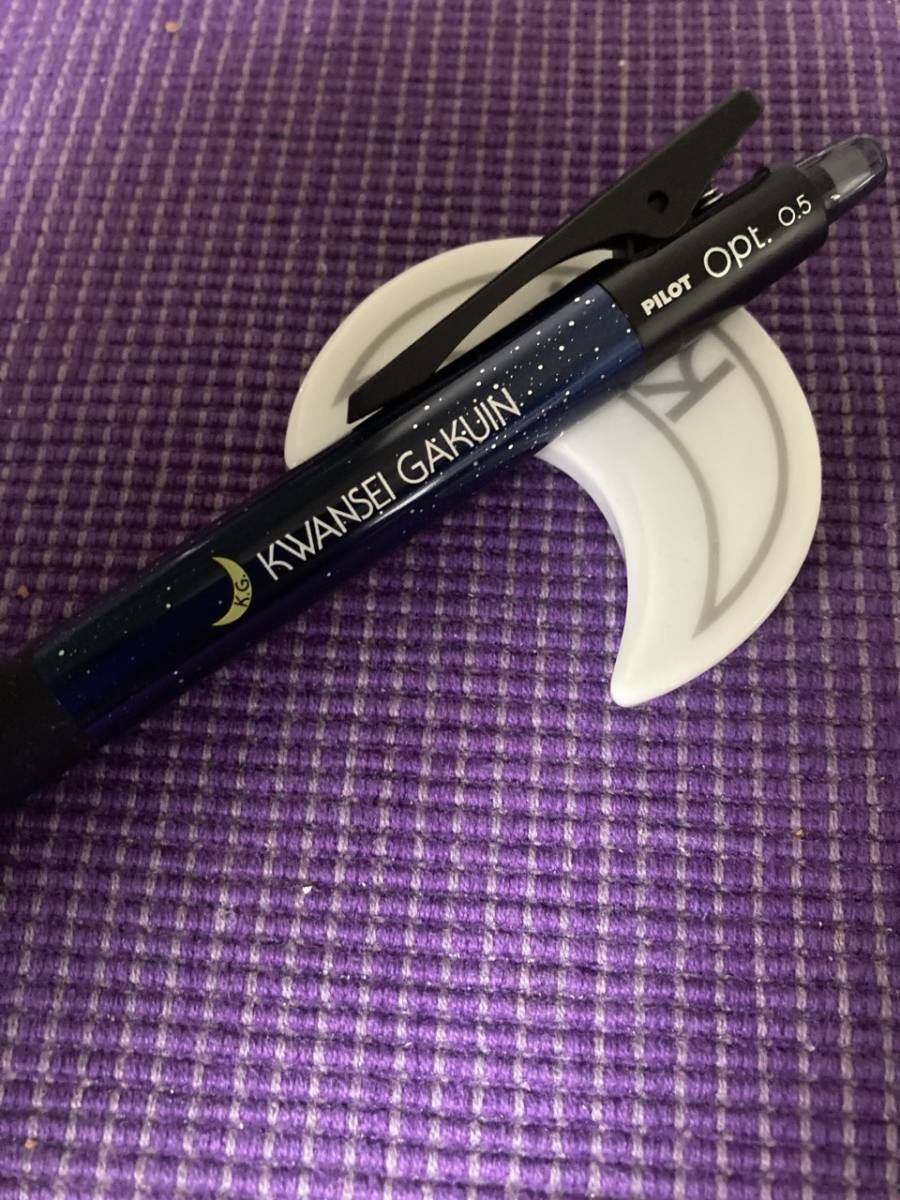 PILOT Opt. 0.5
KWANSEI GAKUIN
K.G.
K